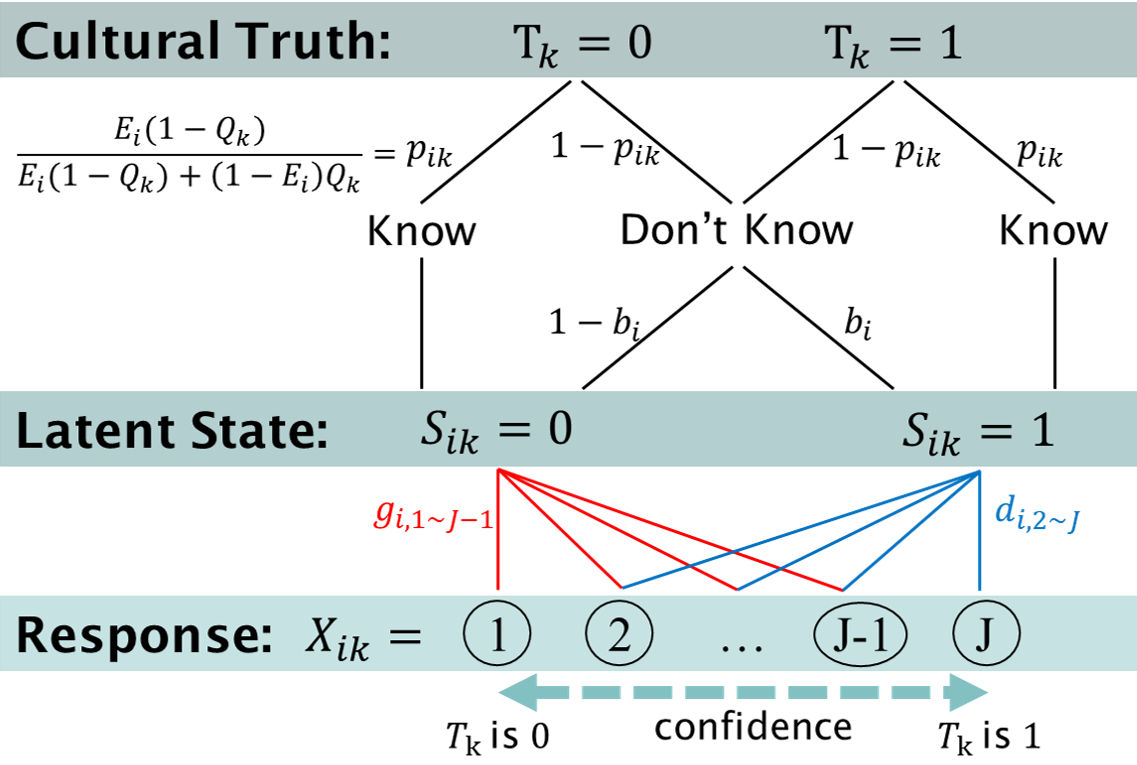 Cultural Truth: T_k = 0 T_k = 1
\frac{E_i(1 − Q_k)}{E_i(1 − Q_k) + (1 − E_i)Q_k} = p_{ik} 1 − p_{ik} 1 − p_{ik} p_{ik}
Know Don't Know Know
1 − b_i b_i
Latent State: S_{ik} = 0 S_{ik} = 1
g_{i,1~J−1} d_{i,2~J}
Response: X_{ik} = 1 2 … J-1 J
confidence
T_k is 0 T_k is 1